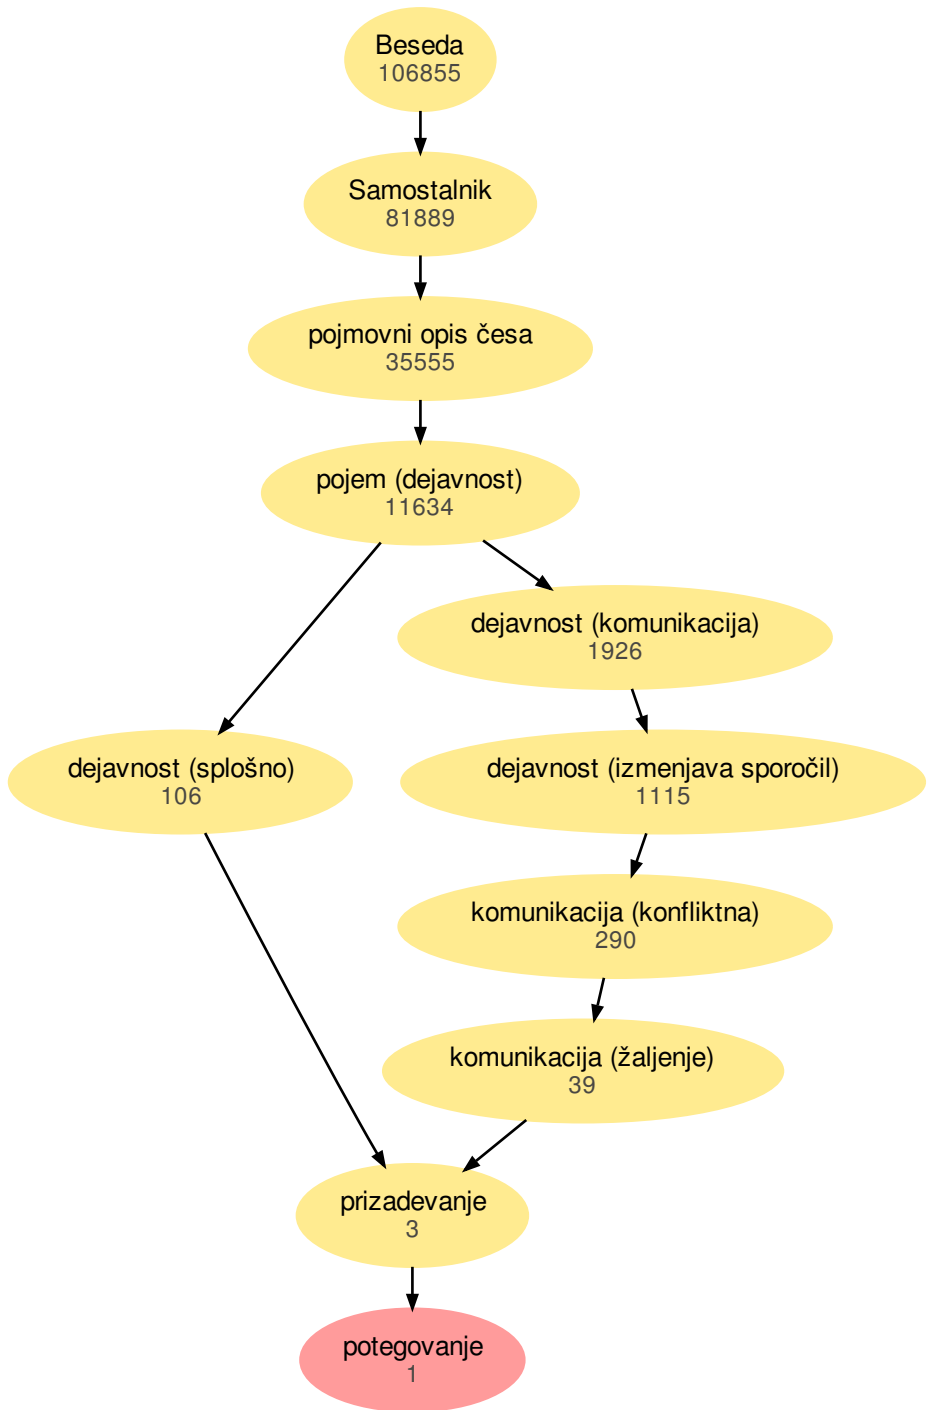 Beseda
106855
Samostalnik
81889
pojmovni opis česa
35555
pojem (dejavnost)
11634
dejavnost (komunikacija)
1926
dejavnost (splošno)
106
dejavnost (izmenjava sporočil)
1115
komunikacija (konfliktna)
290
komunikacija (žaljenje)
39
prizadevanje
3
potegovanje
1